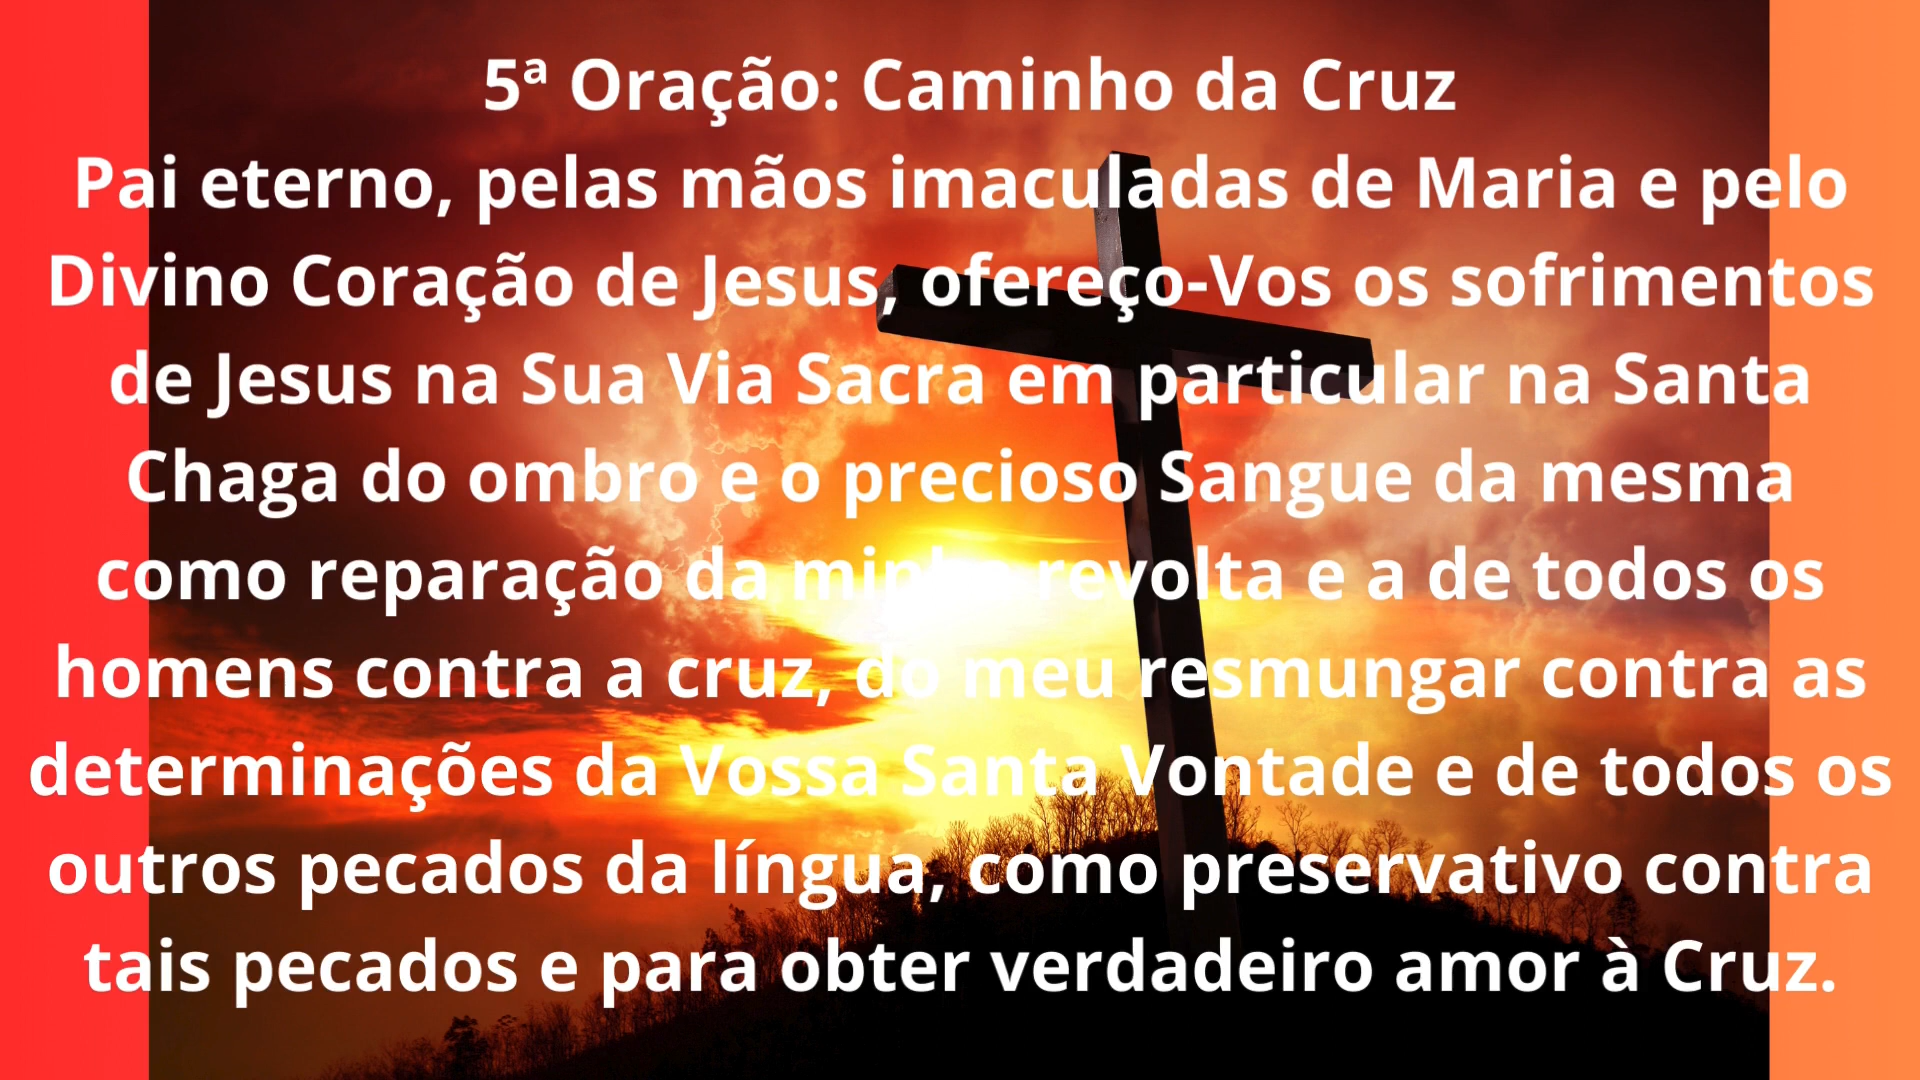 5ª Oração: Caminho da Cruz
Pai eterno, pelas mãos imaculadas de Maria e pelo
Divino Coração de Jesus, ofereço-Vos os sofrimentos
de Jesus na Sua Via Sacra em particular na Santa
Chaga do ombro e o precioso Sangue da mesma
como reparação da minha revolta e a de todos os
homens contra a cruz, do meu resmungar contra as
determinações da Vossa Santa Vontade e de todos os
outros pecados da língua, como preservativo contra
tais pecados e para obter verdadeiro amor à Cruz.